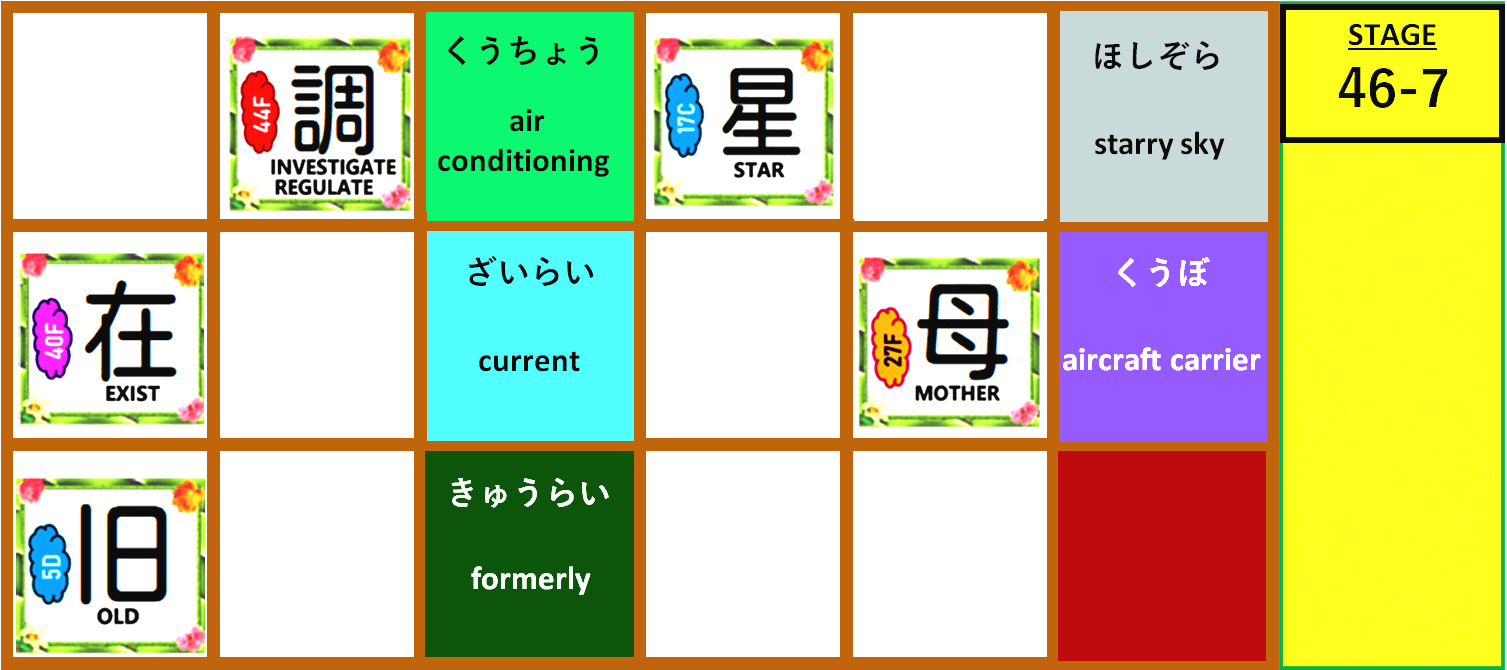 44F
調
INVESTIGATE
REGULATE
くうちょう
air
conditioning
17C
星
STAR
ほしぞら
starry sky
STAGE
46-7
40F
在
EXIST
ざいらい
current
27F
母
MOTHER
くうぼ
aircraft carrier
5D
旧
OLD
きゅうらい
formerly